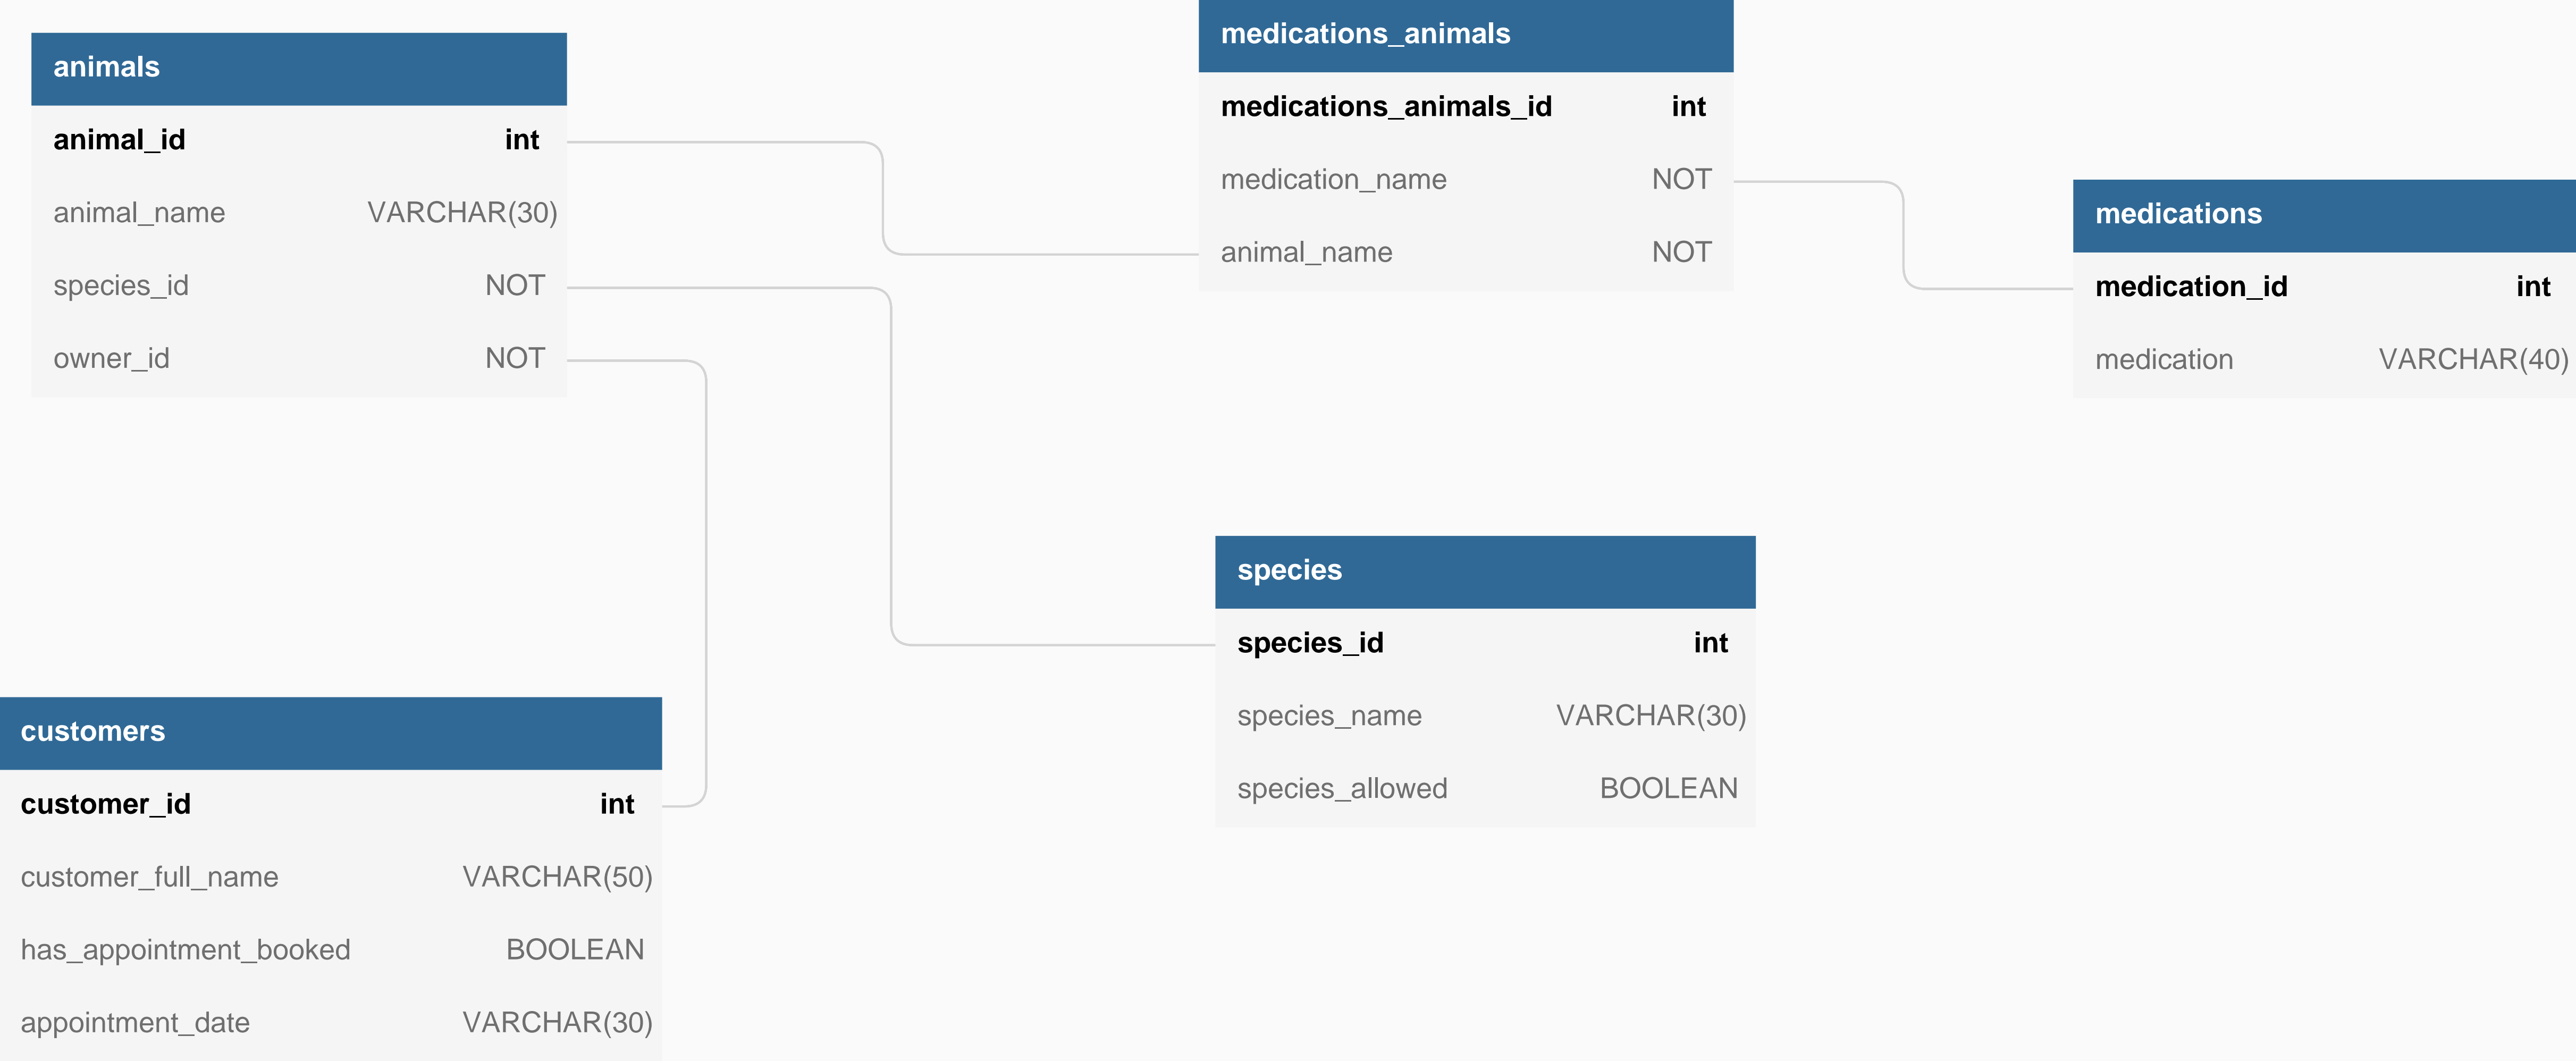 animals
animal_id int
animal_name VARCHAR(30)
species_id NOT
owner_id NOT
medications_animals
medications_animals_id int
medication_name NOT
animal_name NOT
medications
medication_id int
medication VARCHAR(40)
species
species_id int
species_name VARCHAR(30)
species_allowed BOOLEAN
customers
customer_id int
customer_full_name VARCHAR(50)
has_appointment_booked BOOLEAN
appointment_date VARCHAR(30)